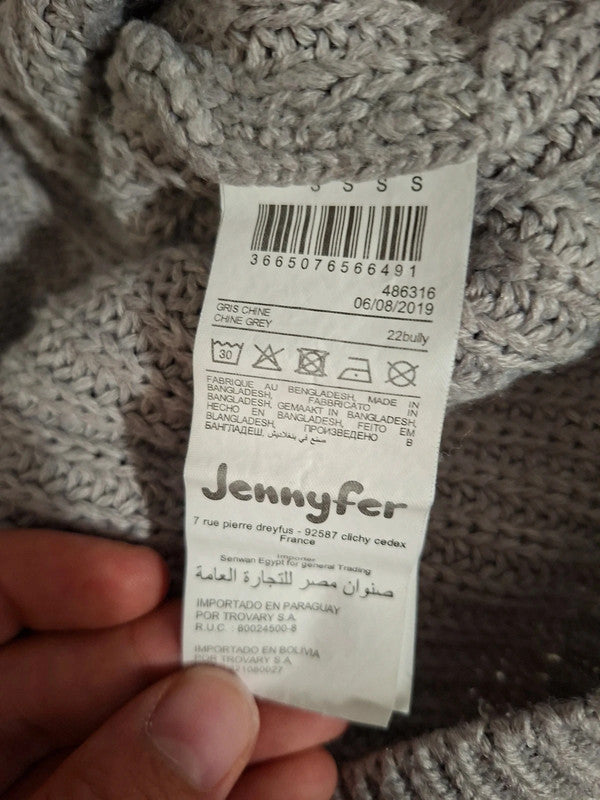 S S S S
3665076566491
486316
06/08/2019
GRIS CHINE
CHINE GREY
22bully
30
FABRIQUE AU BENGLADESH, MADE IN
BANGLADESH, FABBRICATO IN
BANGLADESH, GEMAAKT IN BANGLADESH,
HECHO EN BANGLADESH, FEITO EM
BLANGLADESH, ПРОИЗВЕДЕНО В
БАНГЛАДЕШ, صنع في بنغلاديش
Jennyfer
7 rue pierre dreyfus - 92587 clichy cedex
France
Importer
Senwan Egypt for general Trading
صنوان مصر للتجارة العامة
IMPORTADO EN PARAGUAY
POR TROVARY S.A.
R.U.C. : 80024500-8
IMPORTADO EN BOLIVIA
POR TROVARY S.A.